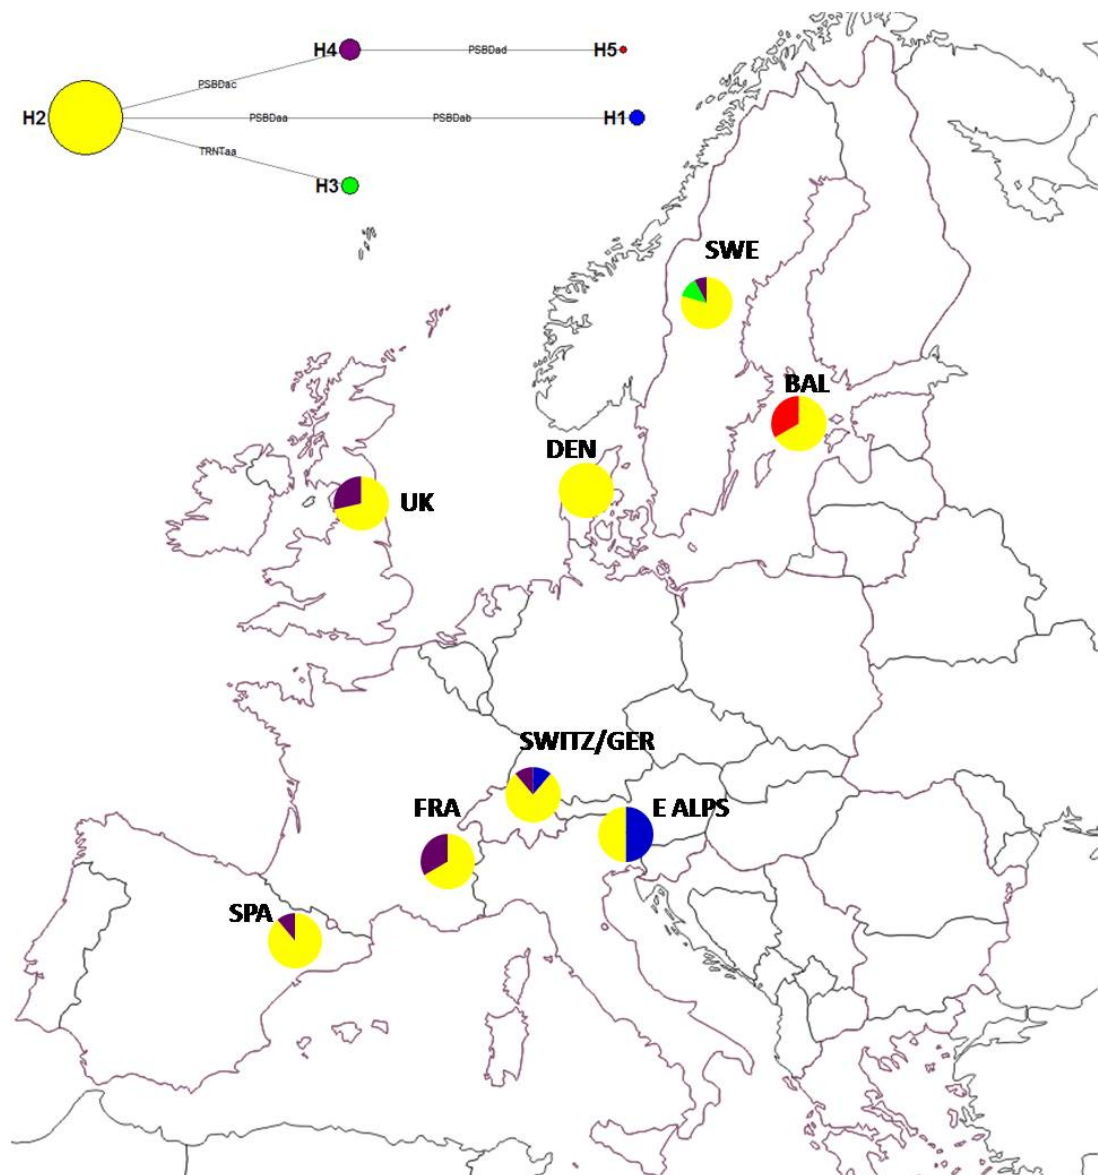 H4 PSBDad H5
PSBDac
H2 PSBDaa PSBDab H1
TRNTaa
H3
SWE
BAL
DEN
UK
SWITZ/GER
FRA
E ALPS
SPA